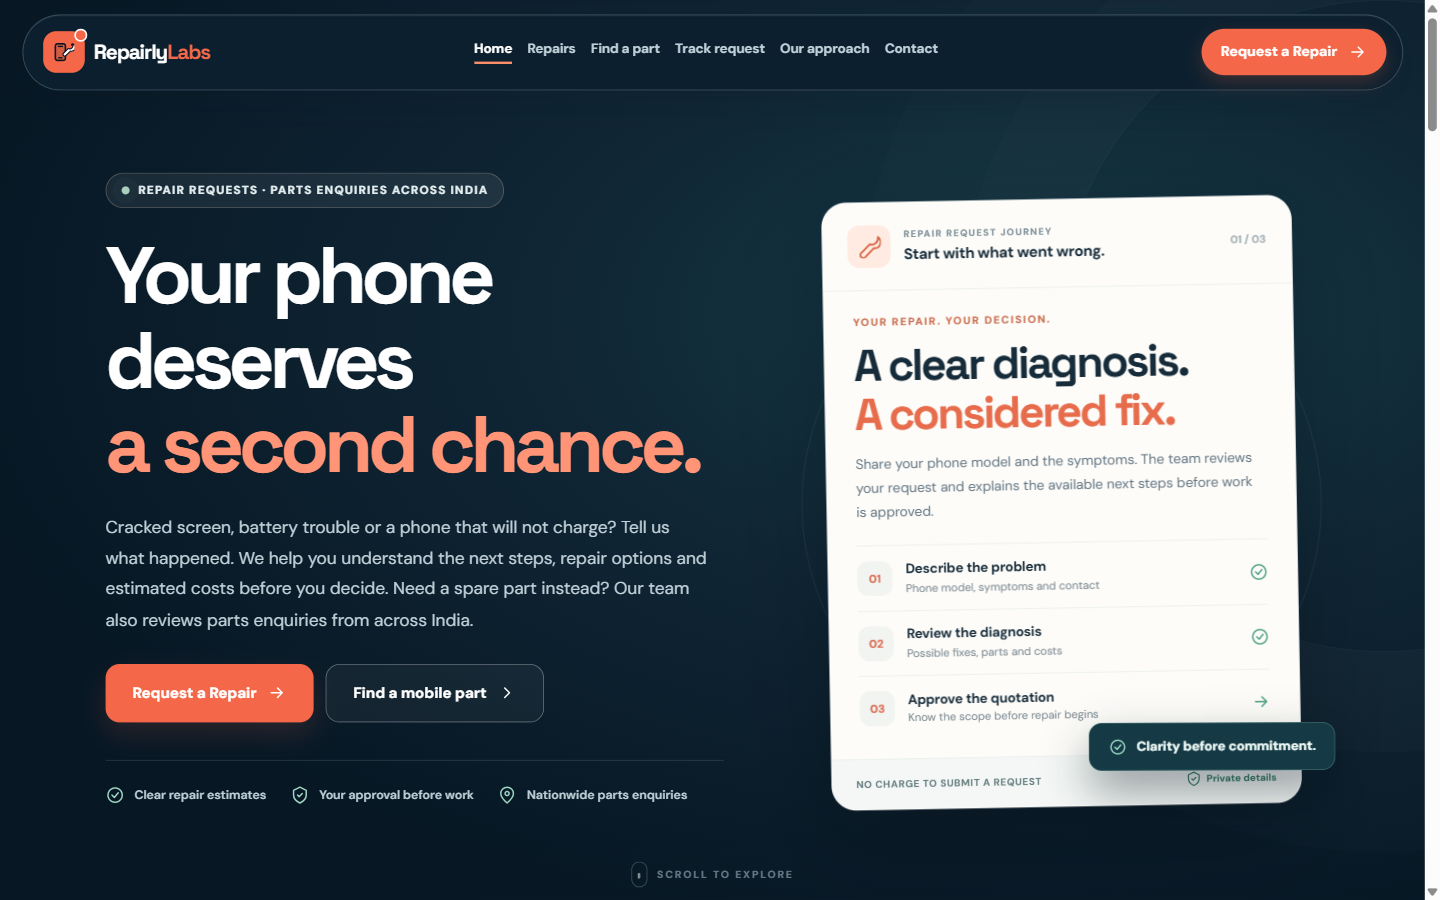 RepairlyLabs
Home Repairs Find a part Track request Our approach Contact
Request a Repair
REPAIR REQUESTS · PARTS ENQUIRIES ACROSS INDIA
Your phone
deserves
a second chance.
Cracked screen, battery trouble or a phone that will not charge? Tell us
what happened. We help you understand the next steps, repair options and
estimated costs before you decide. Need a spare part instead? Our team
also reviews parts enquiries from across India.
Request a Repair
Find a mobile part
Clear repair estimates
Your approval before work
Nationwide parts enquiries
REPAIR REQUEST JOURNEY
Start with what went wrong.
01 / 03
YOUR REPAIR. YOUR DECISION.
A clear diagnosis.
A considered fix.
Share your phone model and the symptoms. The team reviews
your request and explains the available next steps before work
is approved.
01
Describe the problem
Phone model, symptoms and contact
02
Review the diagnosis
Possible fixes, parts and costs
03
Approve the quotation
Know the scope before repair begins
Clarity before commitment.
NO CHARGE TO SUBMIT A REQUEST
Private details
SCROLL TO EXPLORE